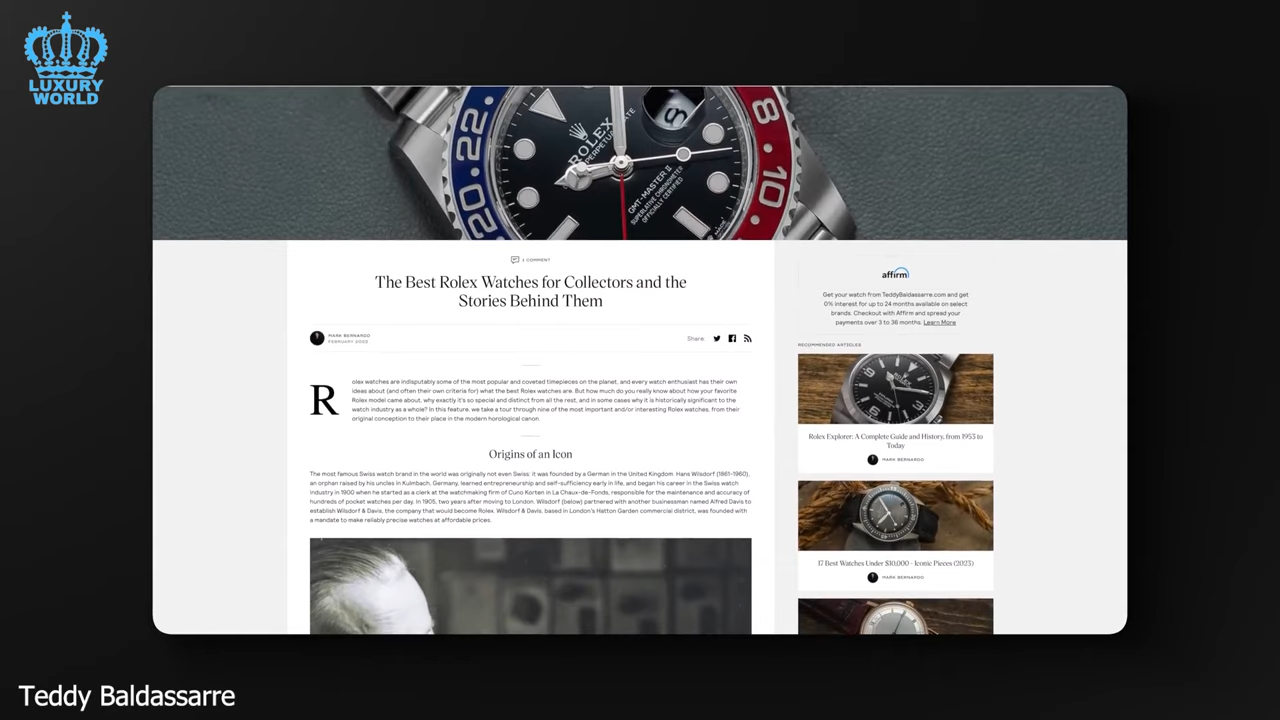 LUXURY
WORLD
20.22
8
10
ROLEX
PERPETUAL
DATE
GMT-MASTER II
SUPERLATIVE CHRONOMETER
OFFICIALLY CERTIFIED
1 COMMENT
The Best Rolex Watches for Collectors and the
Stories Behind Them
MARK BERNARDO
FEBRUARY 2022
Share:
Rolex watches are indisputably some of the most popular and coveted timepieces on the planet, and every watch enthusiast has their own
ideas about (and often their own criteria for) what the best Rolex watches are. But how much do you really know about how your favorite
Rolex model came about, why exactly it's so special and distinct from all the rest, and in some cases why it is historically significant to the
watch industry as a whole? In this feature, we take a tour through nine of the most important and/or interesting Rolex watches, from their
original conception to their place in the modern horological canon.
Origins of an Icon
The most famous Swiss watch brand in the world was originally not even Swiss: it was founded by a German in the United Kingdom. Hans Wilsdorf (1861-1960),
an orphan raised by his uncles in Kulmbach, Germany, learned entrepreneurship and self-sufficiency early in life, and began his career in the Swiss watch
industry in 1900 when he started as a clerk at the watchmaking firm of Cuno Korten in La Chaux-de-Fonds, responsible for the maintenance and accuracy of
hundreds of pocket watches per day. In 1905, two years after moving to London, Wilsdorf (below) partnered with another businessman named Alfred Davis to
establish Wilsdorf & Davis, the company that would become Rolex. Wilsdorf & Davis, based in London's Hatton Garden commercial district, was founded with
a mandate to make reliably precise watches at affordable prices.
affirm
Get your watch from TeddyBaldassarre.com and get
0% interest for up to 24 months available on select
brands. Checkout with Affirm and spread your
payments over 3 to 36 months. Learn More
RECOMMENDED ARTICLES
Rolex Explorer: A Complete Guide and History, from 1953 to
Today
MARK BERNARDO
17 Best Watches Under $10,000 - Iconic Pieces (2023)
MARK BERNARDO
Teddy Baldassarre